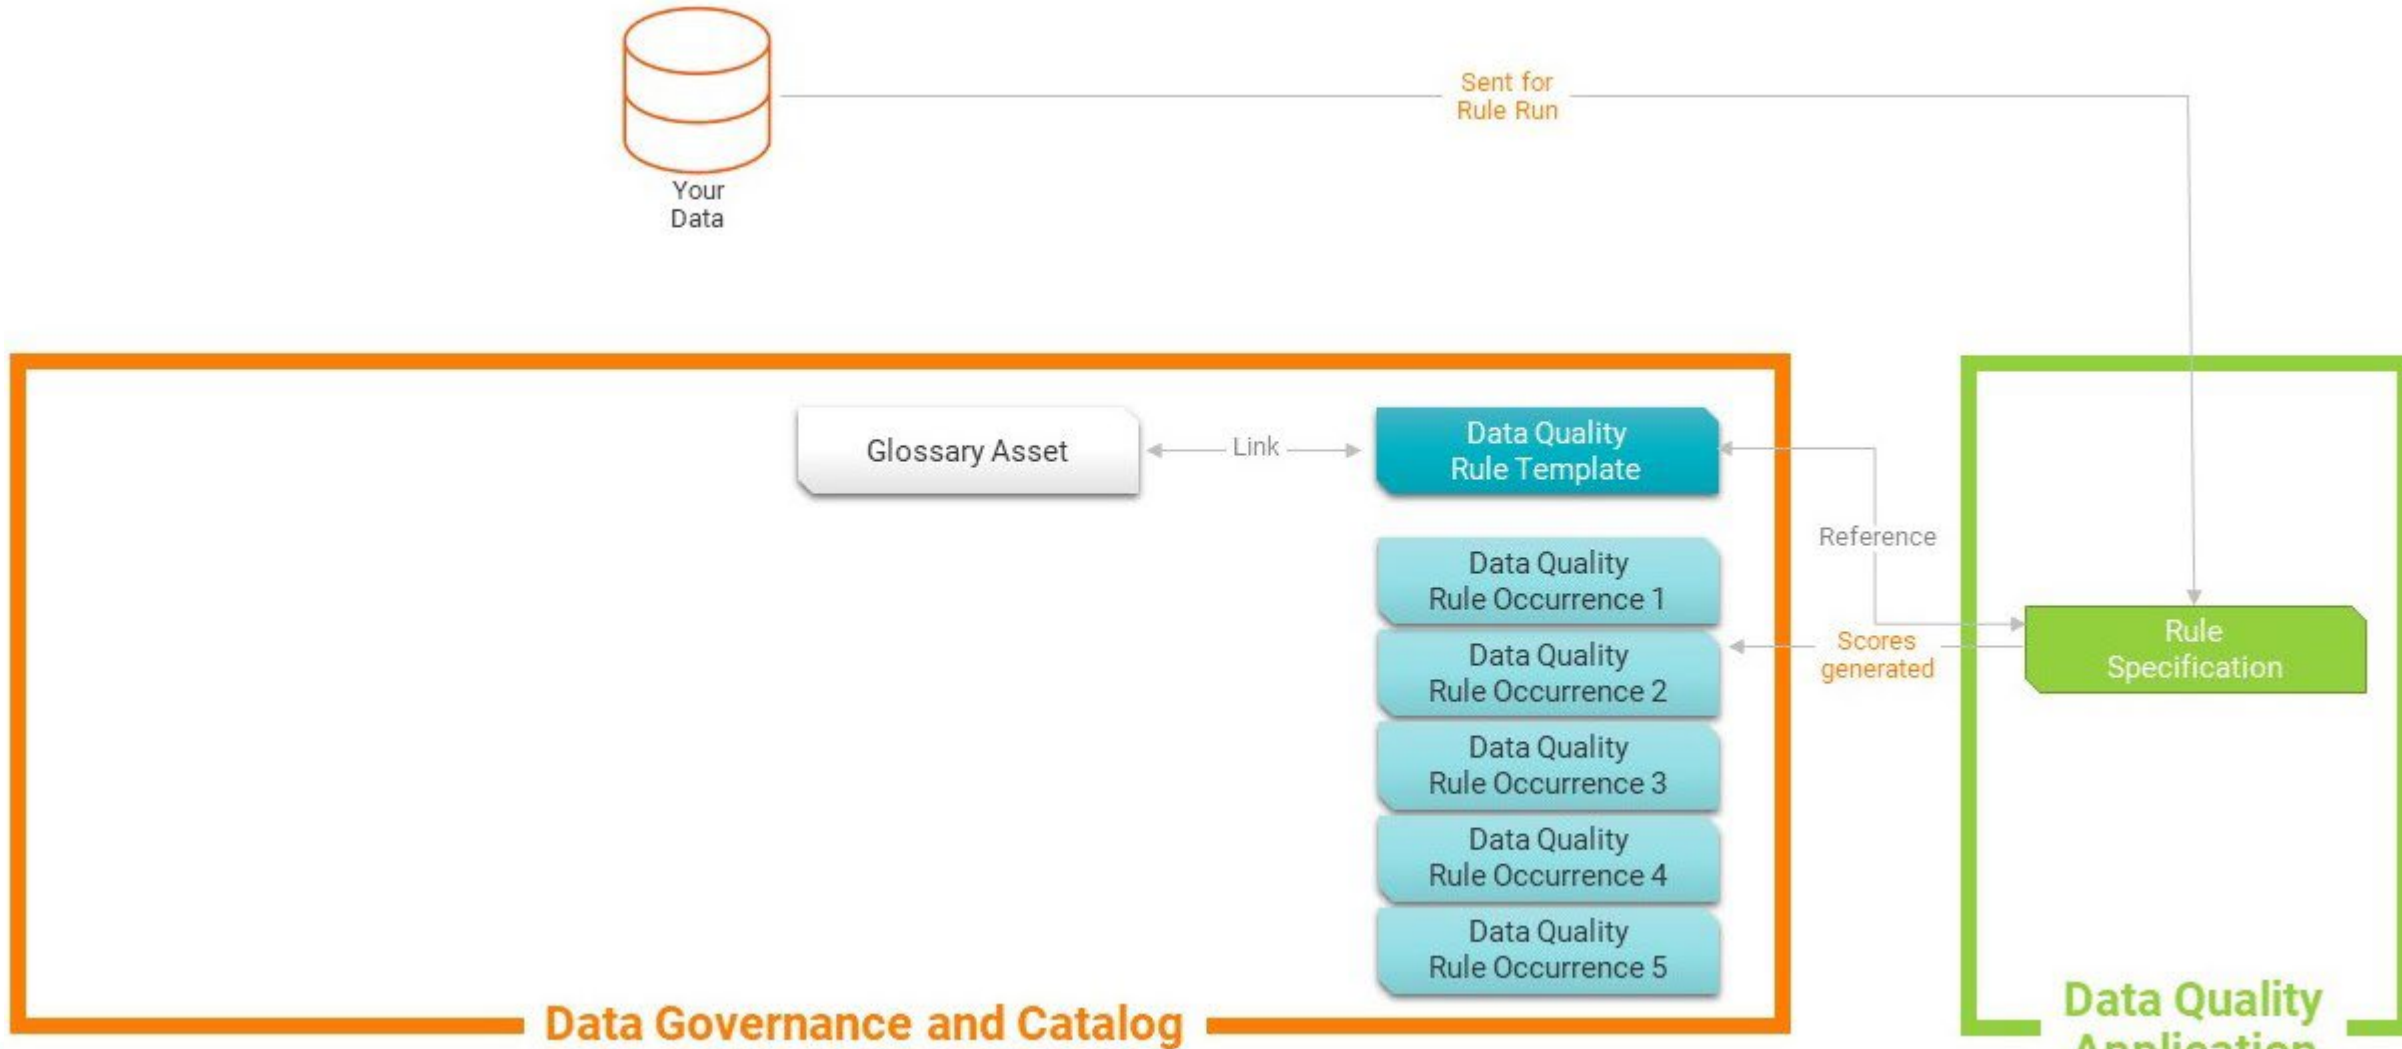 Sent for
Rule Run
Your
Data
Glossary Asset
Link
Data Quality
Rule Template
Reference
Data Quality
Rule Occurrence 1
Data Quality
Rule Occurrence 2
Scores
generated
Rule
Specification
Data Quality
Rule Occurrence 3
Data Quality
Rule Occurrence 4
Data Quality
Rule Occurrence 5
Data Governance and Catalog
Data Quality
Application